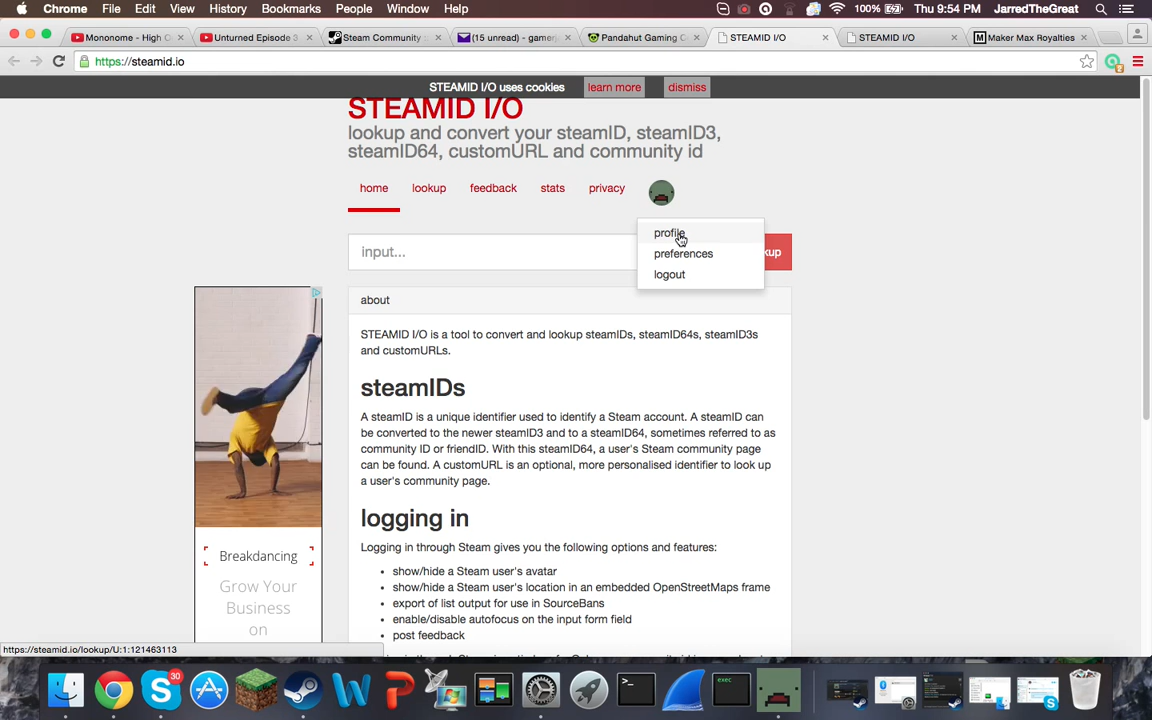 Chrome File Edit View History Bookmarks People Window Help 100% Thu 9:54 PM JarredTheGreat
Mononome - High Unturned Episode 3 Steam Community :: (15 unread) - gamerj Pandahut Gaming C STEAMID I/O STEAMID I/O Maker Max Royalties
https://steamid.io
STEAMID I/O uses cookies learn more dismiss
STEAMID I/O
lookup and convert your steamID, steamID3,
steamID64, customURL and community id
home lookup feedback stats privacy
profile
input... kup
preferences
logout
about
STEAMID I/O is a tool to convert and lookup steamIDs, steamID64s, steamID3s
and customURLs.
steamIDs
A steamID is a unique identifier used to identify a Steam account. A steamID can
be converted to the newer steamID3 and to a steamID64, sometimes referred to as
community ID or friendID. With this steamID64, a user's Steam community page
can be found. A customURL is an optional, more personalised identifier to look up
a user's community page.
logging in
Logging in through Steam gives you the following options and features:
show/hide a Steam user's avatar
show/hide a Steam user's location in an embedded OpenStreetMaps frame
export of list output for use in SourceBans
enable/disable autofocus on the input form field
post feedback
Breakdancing
Grow Your
Business
on
https://steamid.io/lookup/U:1:121463113
30
exec